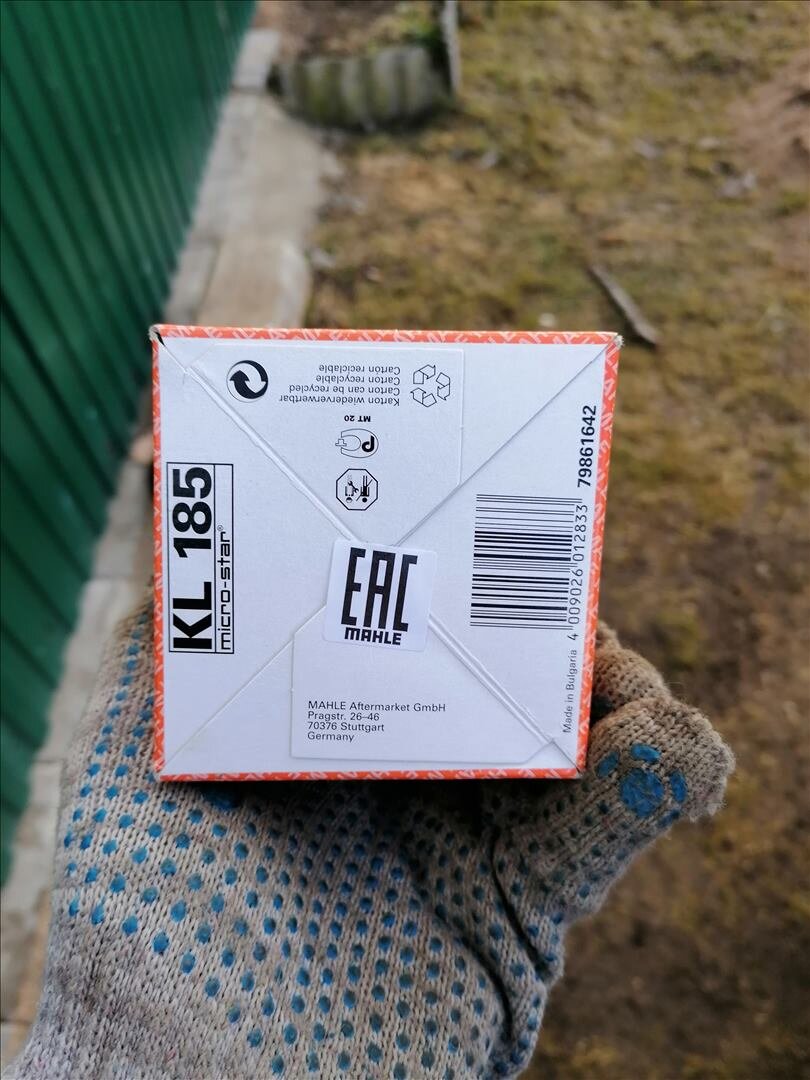 Karton wiederverwertbar
Carton can be recycled
Carton recyclable
Carton reciclable
MT 20
KL 185
micro-star®
EAC
MAHLE
79861642
4 009026 012833
Made in Bulgaria
MAHLE Aftermarket GmbH
Pragstr. 26–46
70376 Stuttgart
Germany